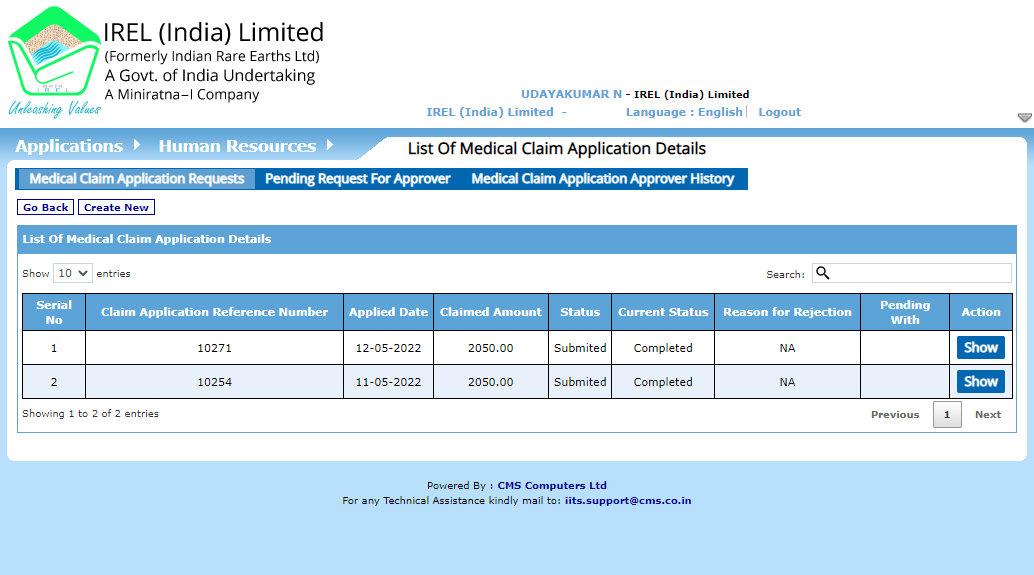 IREL (India) Limited
(Formerly Indian Rare Earths Ltd)
A Govt. of India Undertaking
A Miniratna–I Company
IREL
Unleashing Values
UDAYAKUMAR N - IREL (India) Limited
IREL (India) Limited - Language : English Logout
Applications Human Resources List Of Medical Claim Application Details
Medical Claim Application Requests Pending Request For Approver Medical Claim Application Approver History
Go Back Create New
List Of Medical Claim Application Details
Show 10 entries Search:
Serial No Claim Application Reference Number Applied Date Claimed Amount Status Current Status Reason for Rejection Pending With Action
1 10271 12-05-2022 2050.00 Submited Completed NA Show
2 10254 11-05-2022 2050.00 Submited Completed NA Show
Showing 1 to 2 of 2 entries Previous 1 Next
Powered By : CMS Computers Ltd
For any Technical Assistance kindly mail to: iits.support@cms.co.in